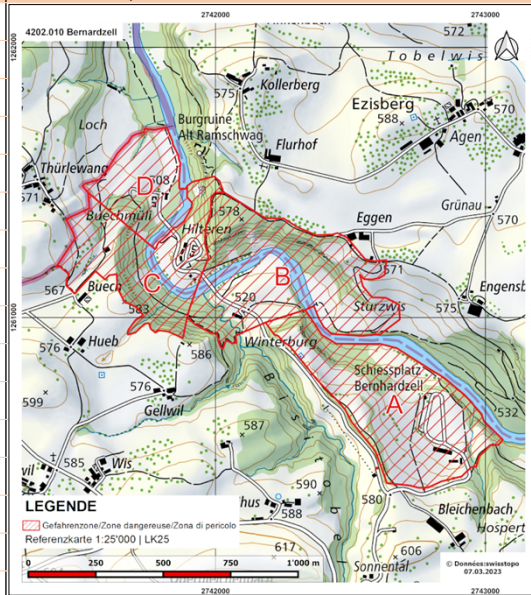 2742000
2743000
4202.010 Bernardzell
572
Tobelwis
1262000
575
Kollerberg
Ezisberg
588
570
Loch
Burgruine
Alt Ramschwag
Agen
Thürlewang
Flurhof
571
D
508
Grünau
578
Eggen
570
Buechmüli
Hilteren
B
571
567
Buech
C
Engensb
583
520
Sturzwis
575
1261000
576
Hueb
586
Winterburg
Schiessplatz
Bernhardzell
576
Gellwil
A
532
599
587
585
Wis
wil
590
580
hus
588
Bleichenbach
Hospert
LEGENDE
Gefahrenzone/Zone dangereuse/Zona di pericolo
Referenzkarte 1:25'000 | LK25
617
606
Sonnental
0 250 500 750 1'000 m
© Données:swisstopo
07.03.2023
2742000
2743000